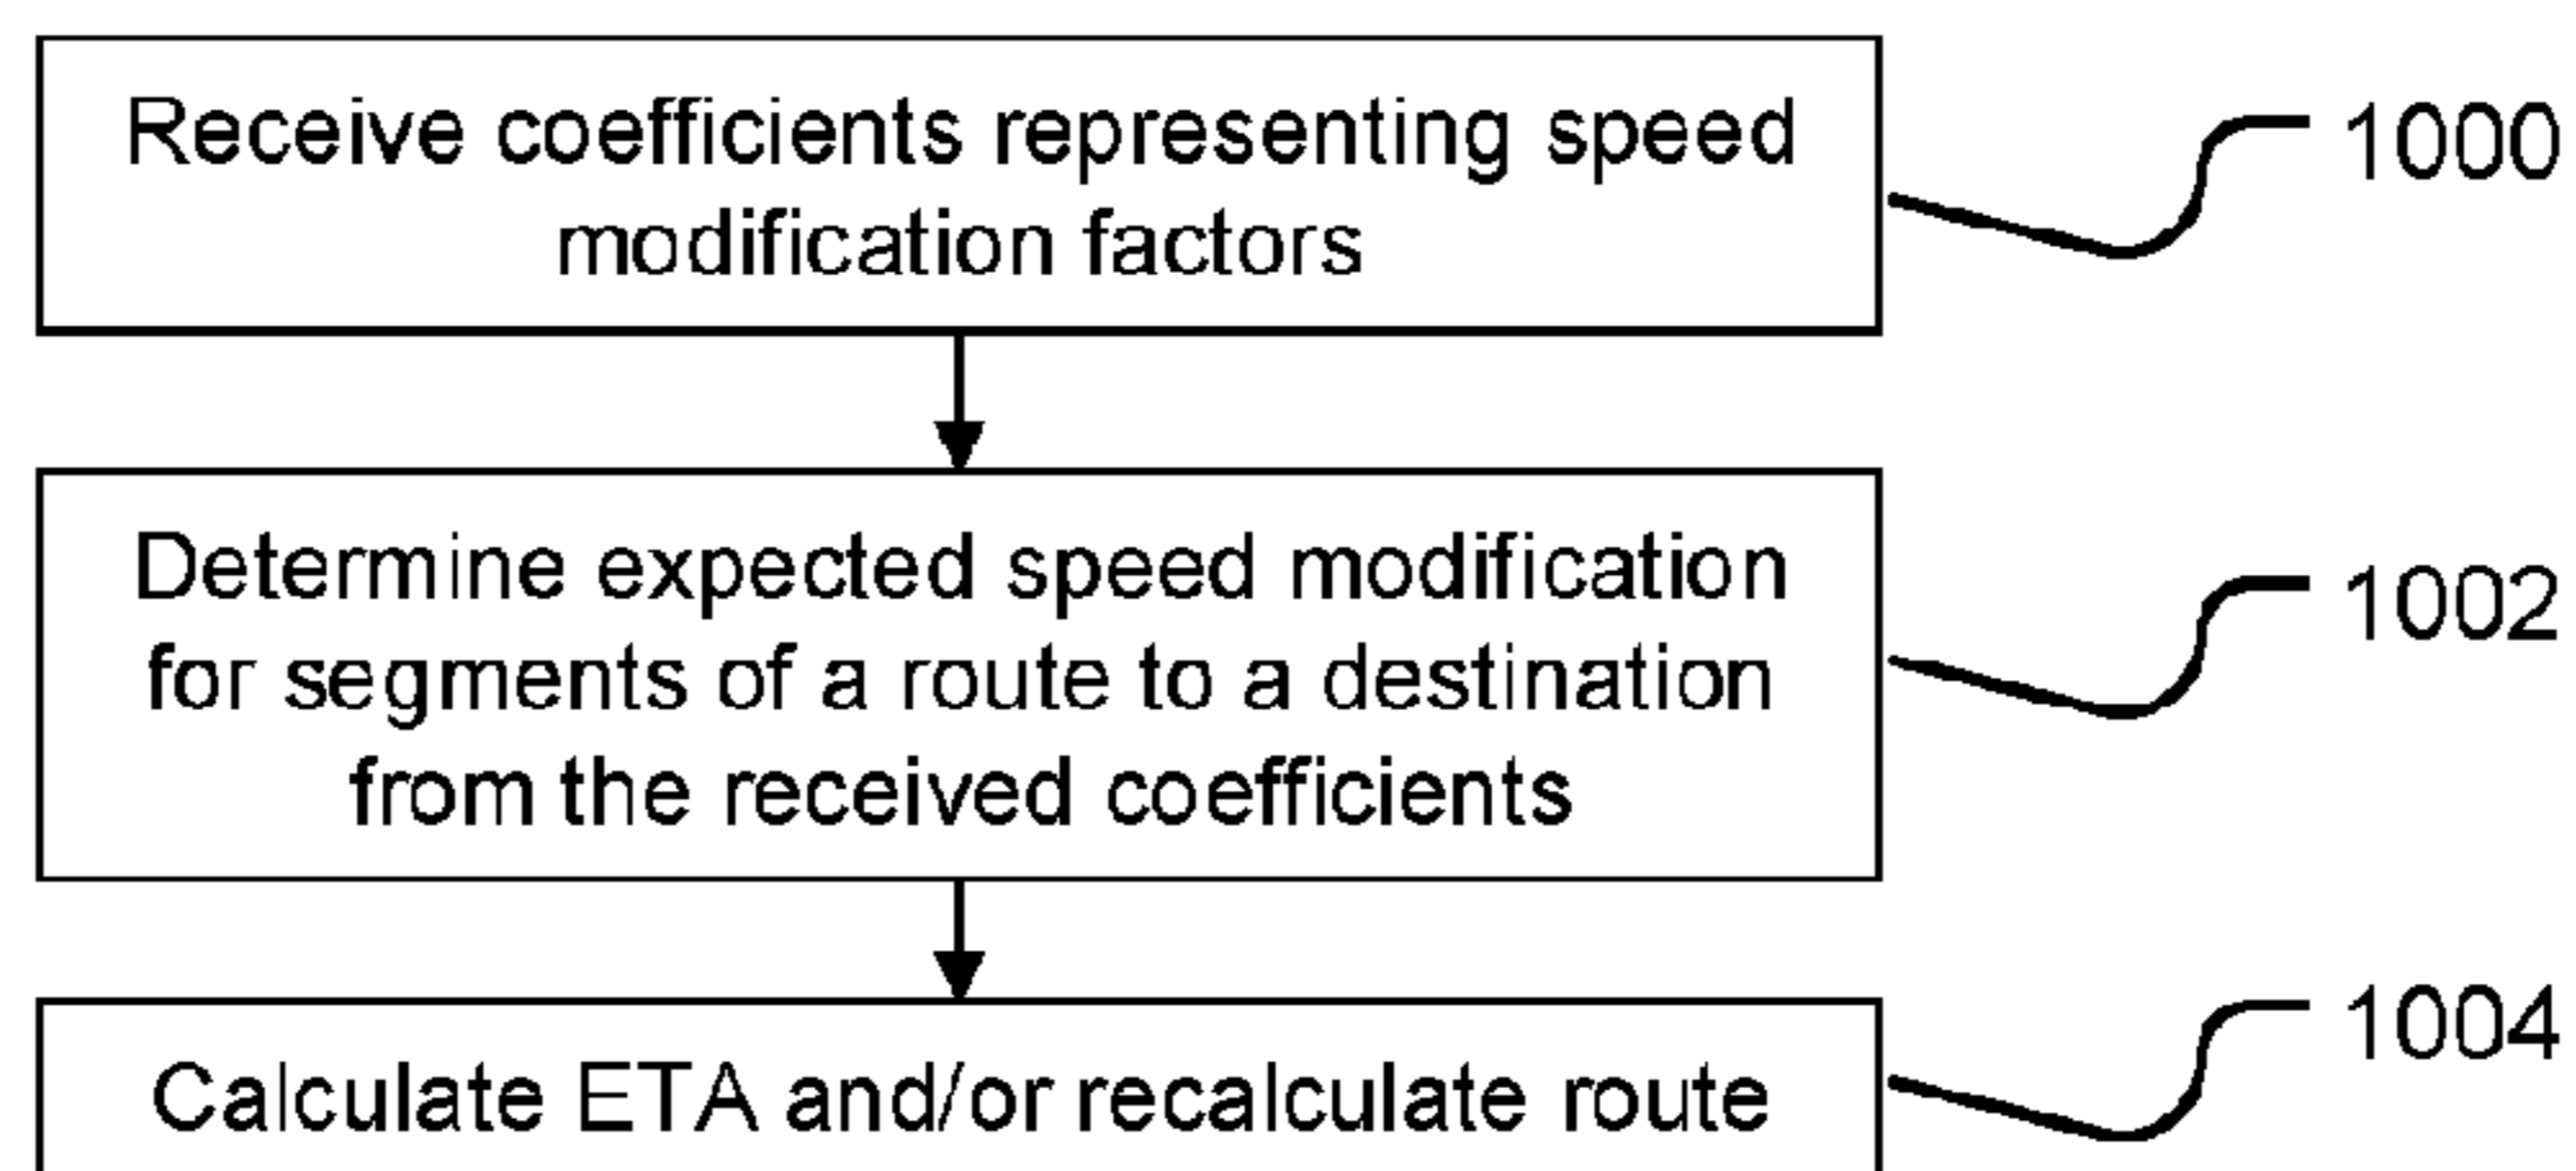 Receive coefficients representing speed
modification factors
1000
Determine expected speed modification
for segments of a route to a destination
from the received coefficients
1002
Calculate ETA and/or recalculate route
1004